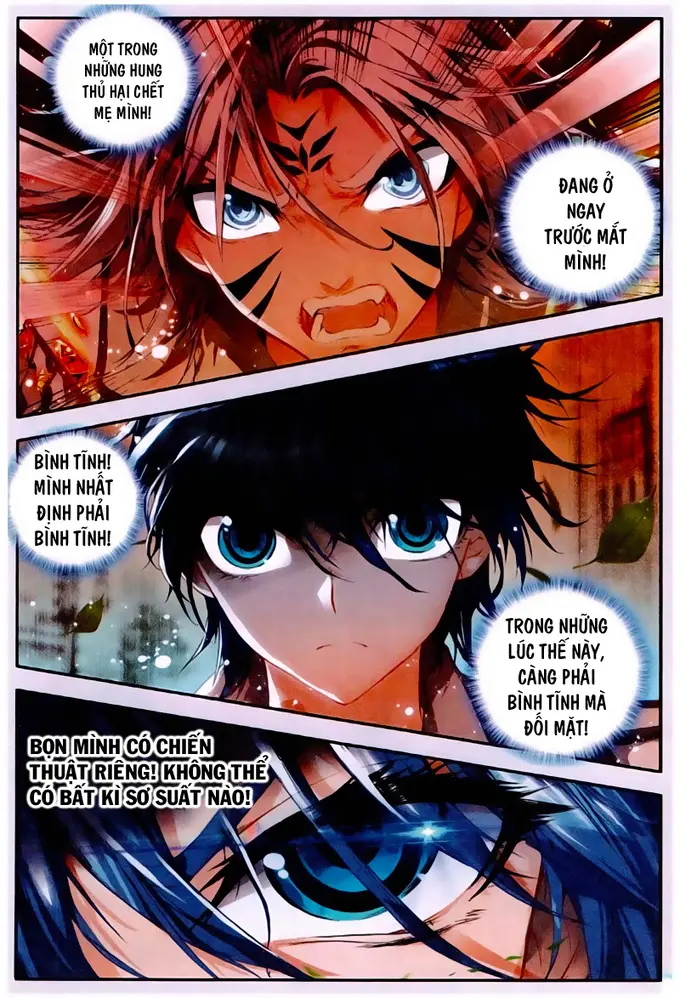 MỘT TRONG
NHỮNG HUNG
THỦ HẠI CHẾT
MẸ MÌNH!
ĐANG Ở
NGAY
TRƯỚC MẮT
MÌNH!
BÌNH TĨNH!
MÌNH NHẤT
ĐỊNH PHẢI
BÌNH TĨNH!
TRONG NHỮNG
LÚC THẾ NÀY,
CÀNG PHẢI
BÌNH TĨNH MÀ
ĐỐI MẶT!
BỌN MÌNH CÓ CHIẾN
THUẬT RIÊNG! KHÔNG THỂ
CÓ BẤT KÌ SƠ SUẤT NÀO!